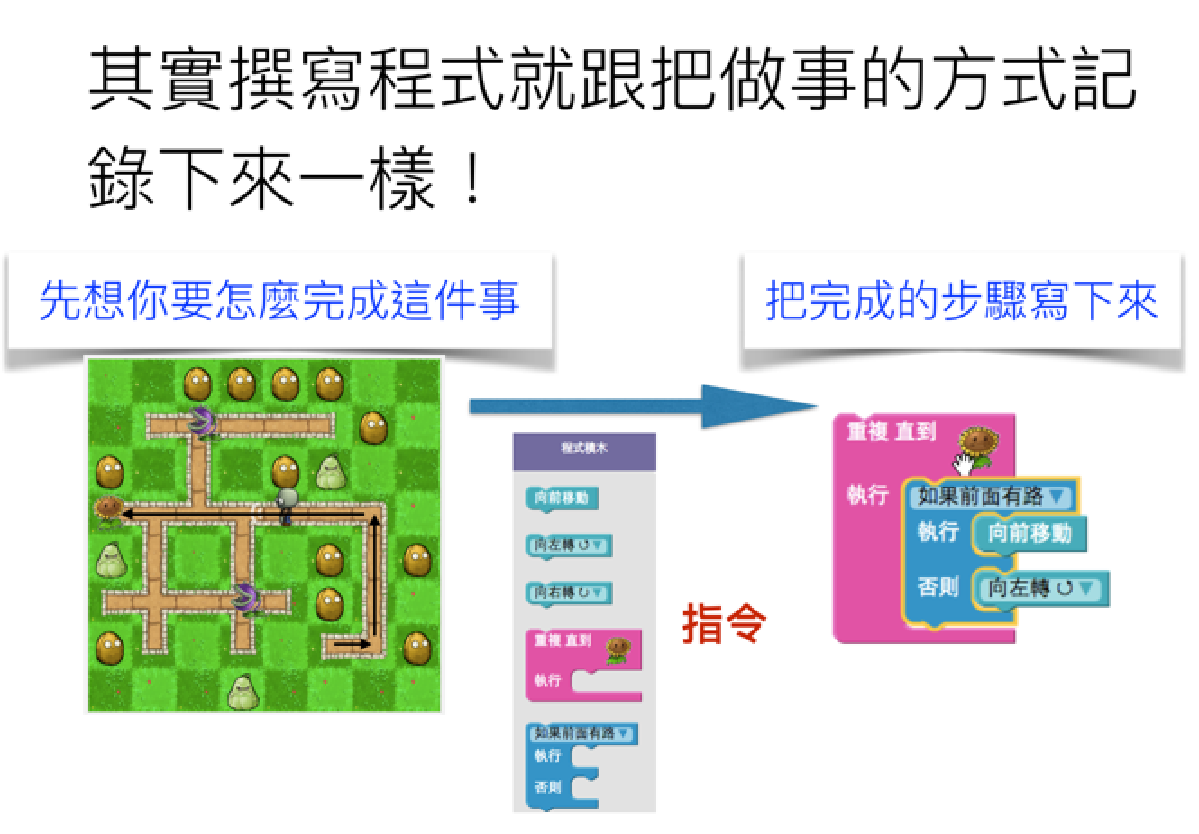 其實撰寫程式就跟把做事的方式記
錄下來一樣！
先想你要怎麼完成這件事
把完成的步驟寫下來
程式積木
向前移動
向左轉 ↺▼
向右轉 ↻▼
重複 直到
執行
如果前面有路▼
執行
否則
指令
重複 直到
執行
如果前面有路▼
執行
向前移動
否則
向左轉 ↺▼